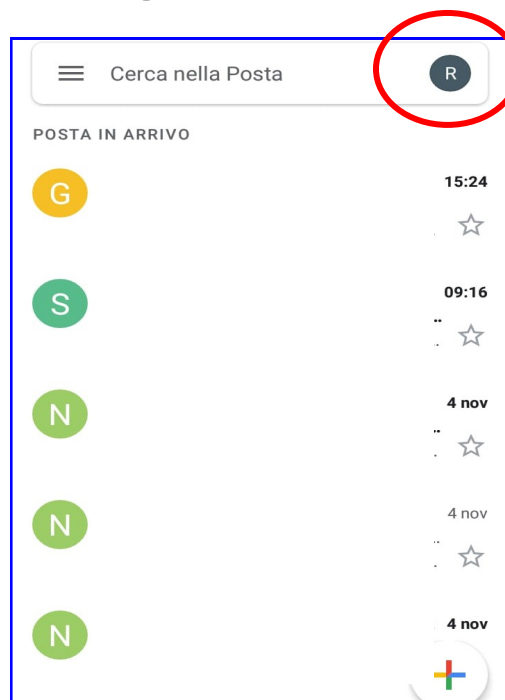 Cerca nella Posta R
POSTA IN ARRIVO
G 15:24
S 09:16
N 4 nov
N 4 nov
N 4 nov